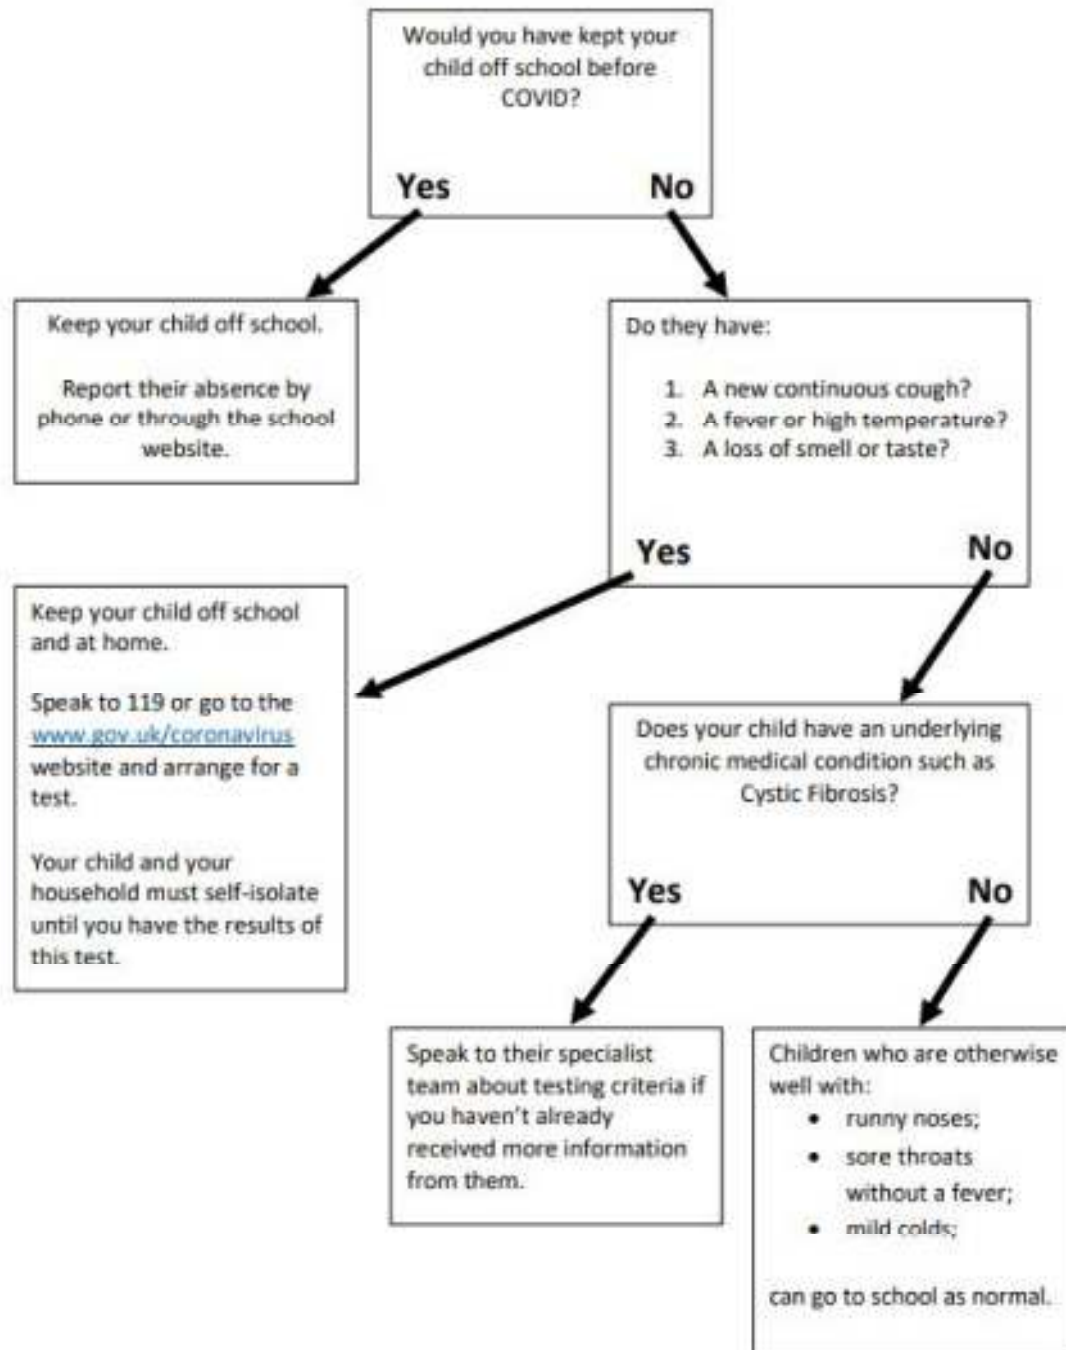 Would you have kept your
child off school before
COVID?
Yes
No
Keep your child off school.
Report their absence by
phone or through the school
website.
Do they have:
1. A new continuous cough?
2. A fever or high temperature?
3. A loss of smell or taste?
Yes
No
Keep your child off school
and at home.
Speak to 119 or go to the
www.gov.uk/coronavirus
website and arrange for a
test.
Your child and your
household must self-isolate
until you have the results of
this test.
Does your child have an underlying
chronic medical condition such as
Cystic Fibrosis?
Yes
No
Speak to their specialist
team about testing criteria if
you haven't already
received more information
from them.
Children who are otherwise
well with:
• runny noses;
• sore throats
without a fever;
• mild colds;
can go to school as normal.